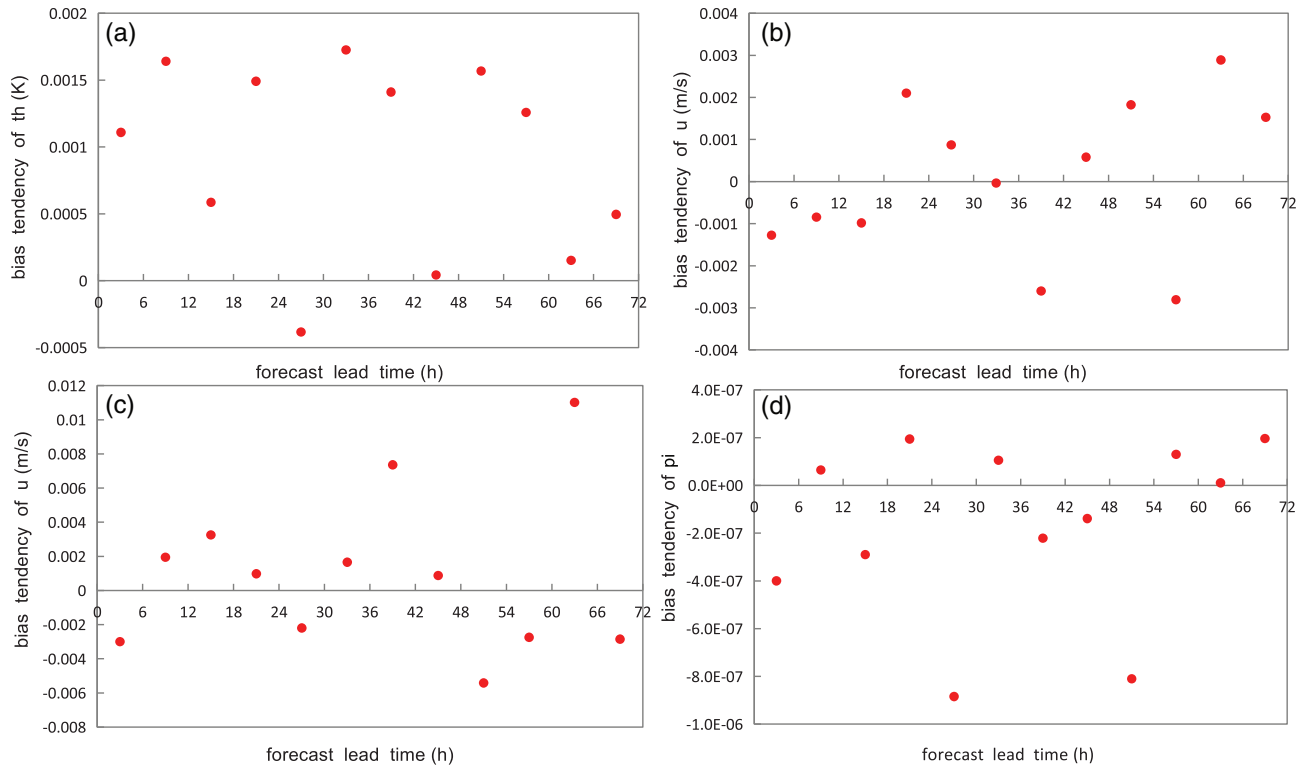 (a)
0.002
0.0015
0.001
0.0005
0
-0.0005
0 6 12 18 24 30 36 42 48 54 60 66 72
bias tendency of th (K)
forecast lead time (h)
(b)
0.004
0.003
0.002
0.001
0
-0.001
-0.002
-0.003
-0.004
0 6 12 18 24 30 36 42 48 54 60 66 72
bias tendency of u (m/s)
forecast lead time (h)
(c)
0.012
0.01
0.008
0.006
0.004
0.002
0
-0.002
-0.004
-0.006
-0.008
0 6 12 18 24 30 36 42 48 54 60 66 72
bias tendency of u (m/s)
forecast lead time (h)
(d)
4.0E-07
2.0E-07
0.0E+00
-2.0E-07
-4.0E-07
-6.0E-07
-8.0E-07
-1.0E-06
0 6 12 18 24 30 36 42 48 54 60 66 72
bias tendency of pi
forecast lead time (h)